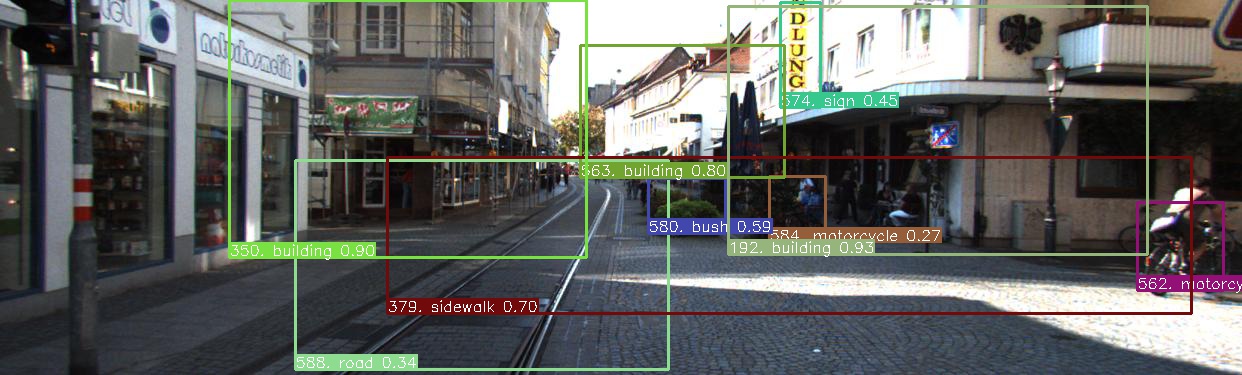 naturkosmetik
DLUNG
574. sign 0.45
563. building 0.80
580. bush 0.59
584. motorcycle 0.27
192. building 0.93
350. building 0.90
562. motorcy
379. sidewalk 0.70
588. road 0.34